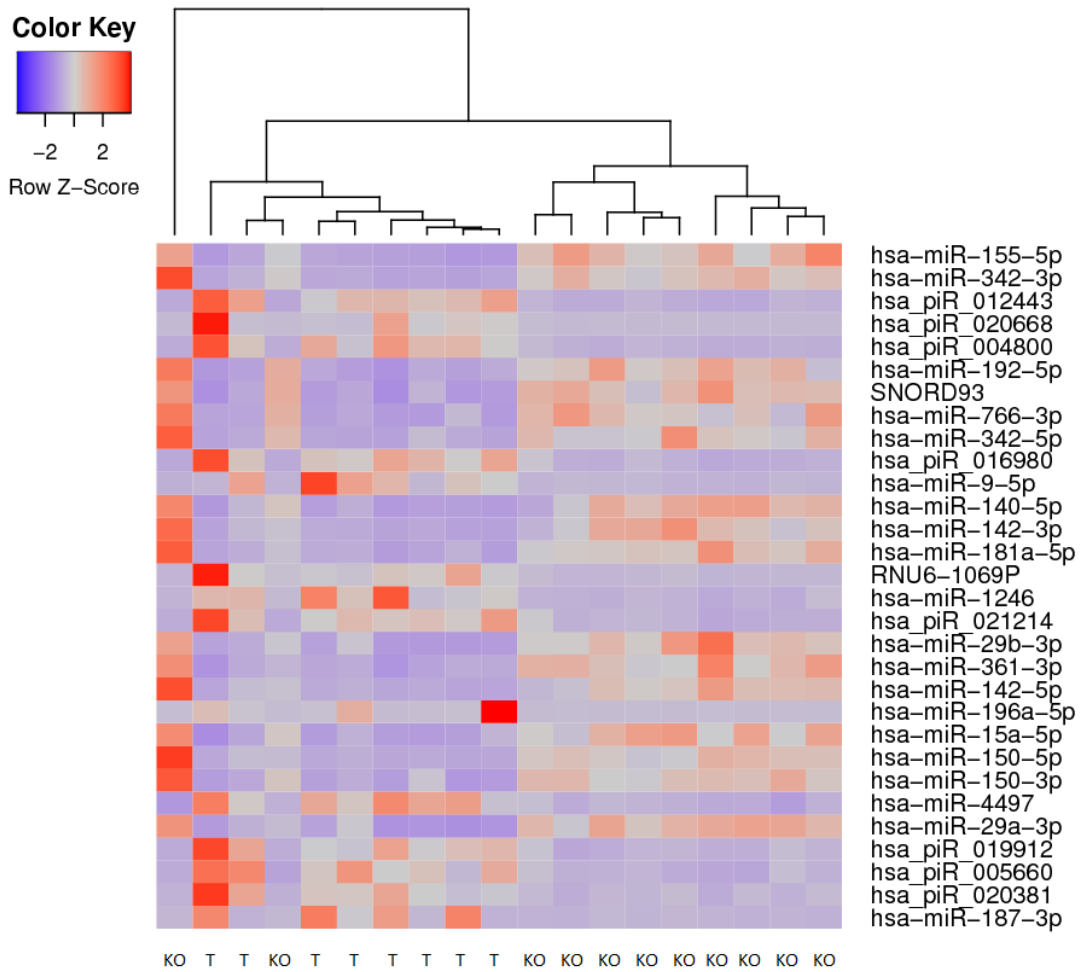 Color Key
−2 2
Row Z−Score
hsa−miR−155−5p
hsa−miR−342−3p
hsa_piR_012443
hsa_piR_020668
hsa_piR_004800
hsa−miR−192−5p
SNORD93
hsa−miR−766−3p
hsa−miR−342−5p
hsa_piR_016980
hsa−miR−9−5p
hsa−miR−140−5p
hsa−miR−142−3p
hsa−miR−181a−5p
RNU6−1069P
hsa−miR−1246
hsa_piR_021214
hsa−miR−29b−3p
hsa−miR−361−3p
hsa−miR−142−5p
hsa−miR−196a−5p
hsa−miR−15a−5p
hsa−miR−150−5p
hsa−miR−150−3p
hsa−miR−4497
hsa−miR−29a−3p
hsa_piR_019912
hsa_piR_005660
hsa_piR_020381
hsa−miR−187−3p
KO T T KO T T T T T T KO KO KO KO KO KO KO KO KO